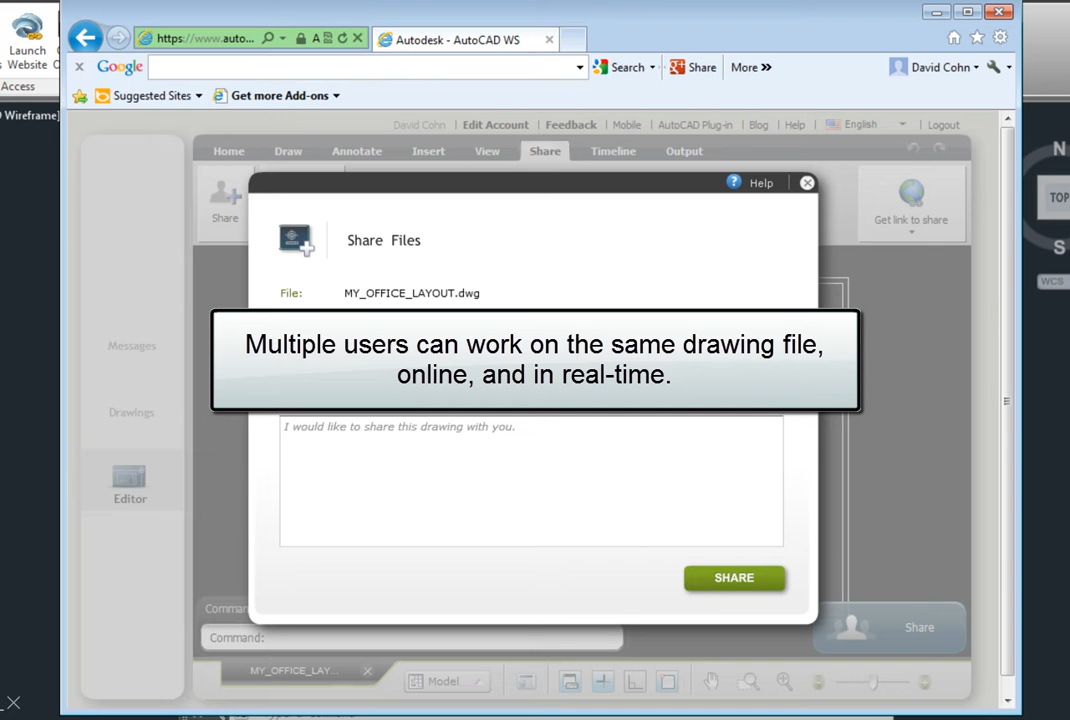 Launch
Website
Access
Wireframe]
https://www.auto...
A
Autodesk - AutoCAD WS
x Google
Search
Share
More »
David Cohn
Suggested Sites
Get more Add-ons
David Cohn | Edit Account | Feedback | Mobile | AutoCAD Plug-in | Blog | Help | English | Logout
Home Draw Annotate Insert View Share Timeline Output
Share
Get link to share
? Help
Share Files
File: MY_OFFICE_LAYOUT.dwg
Multiple users can work on the same drawing file,
online, and in real-time.
I would like to share this drawing with you.
SHARE
Messages
Drawings
Editor
Comman
Command:
Share
MY_OFFICE_LAY...
Model
N
TOP
S
WCS